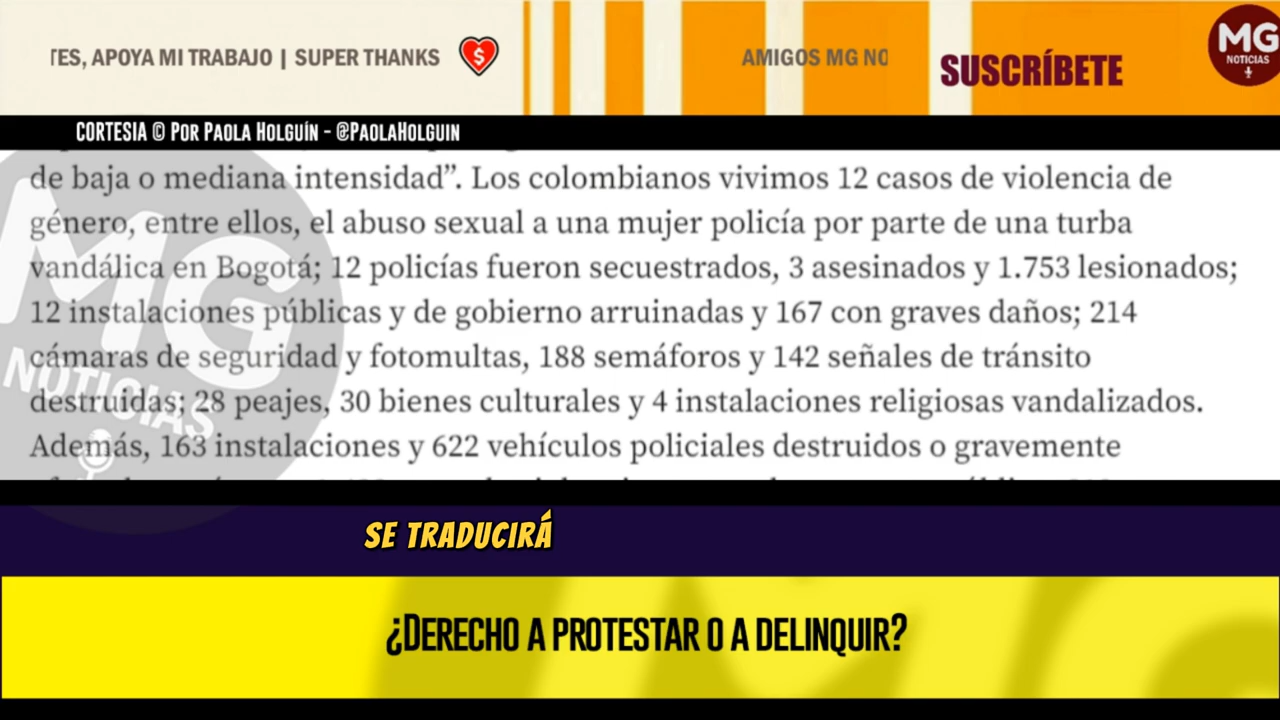 TES, APOYA MI TRABAJO | SUPER THANKS
$
AMIGOS MG NO
SUSCRÍBETE
MG
NOTICIAS
CORTESIA © POR PAOLA HOLGUÍN - @PAOLAHOLGUIN
de baja o mediana intensidad”. Los colombianos vivimos 12 casos de violencia de
género, entre ellos, el abuso sexual a una mujer policía por parte de una turba
vandálica en Bogotá; 12 policías fueron secuestrados, 3 asesinados y 1.753 lesionados;
12 instalaciones públicas y de gobierno arruinadas y 167 con graves daños; 214
cámaras de seguridad y fotomultas, 188 semáforos y 142 señales de tránsito
destruidas; 28 peajes, 30 bienes culturales y 4 instalaciones religiosas vandalizados.
Además, 163 instalaciones y 622 vehículos policiales destruidos o gravemente
MG
NOTICIAS
SE TRADUCIRÁ
¿DERECHO A PROTESTAR O A DELINQUIR?